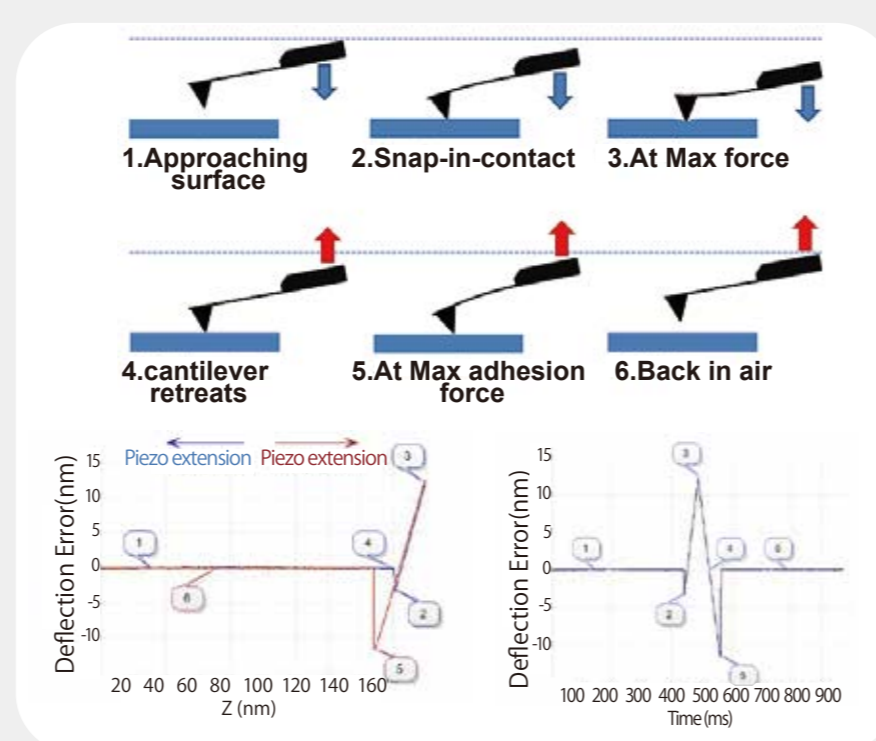 1.Approaching
surface
2.Snap-in-contact
3.At Max force
4.cantilever
retreats
5.At Max adhesion
force
6.Back in air
Piezo extension Piezo extension
Deflection Error(nm)
15
10
5
0
-5
-10
1
6
4
2
3
5
20 40 60 80 100 120 140 160
Z (nm)
Deflection Error(nm)
15
10
5
0
-5
-10
1
2
3
4
5
6
100 200 300 400 500 600 700 800 900
Time(ms)